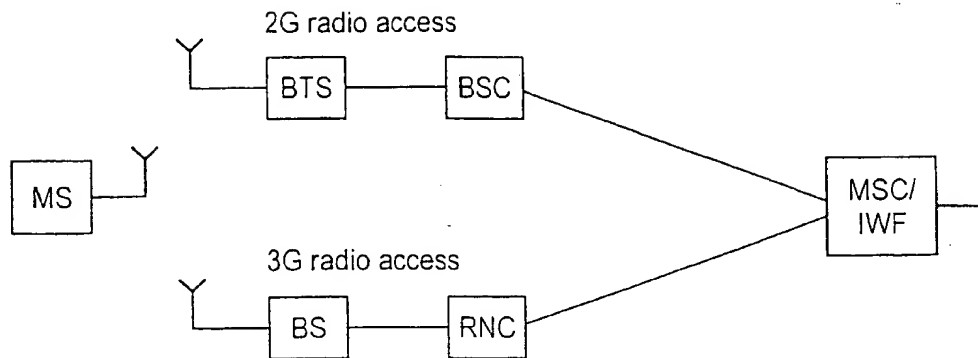 2G radio access
BTS
BSC
MS
MSC/
IWF
3G radio access
BS
RNC